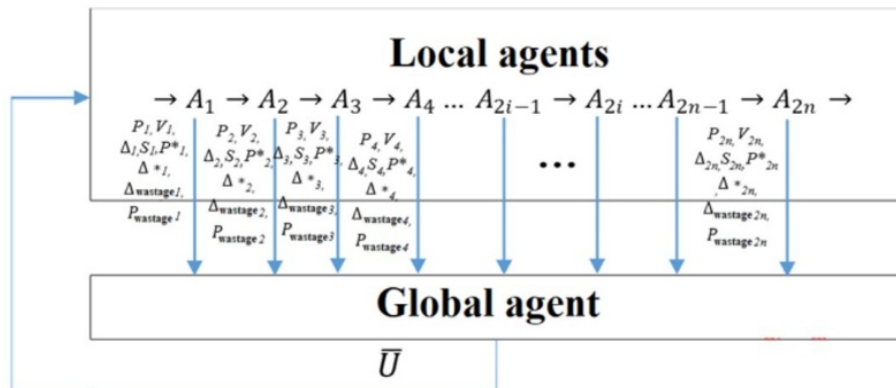 Local agents
→ A₁ → A₂ → A₃ → A₄ ... A₂ᵢ₋₁ → A₂ᵢ ... A₂ₙ₋₁ → A₂ₙ →
P₁, V₁,
Δ₁, S₁, P*₁,
Δ*₁,
Δwastage1,
Pwastage1
P₂, V₂,
Δ₂, S₂, P*₂,
Δ*₂,
Δwastage2,
Pwastage2
P₃, V₃,
Δ₃, S₃, P*₃,
Δ*₃,
Δwastage3,
Pwastage3
P₄, V₄,
Δ₄, S₄, P*₄,
Δ*₄,
Δwastage4,
Pwastage4
...
P₂ₙ, V₂ₙ,
Δ₂ₙ, S₂ₙ, P*₂ₙ
, Δ*₂ₙ,
Δwastage2n,
Pwastage2n
Global agent
U̅